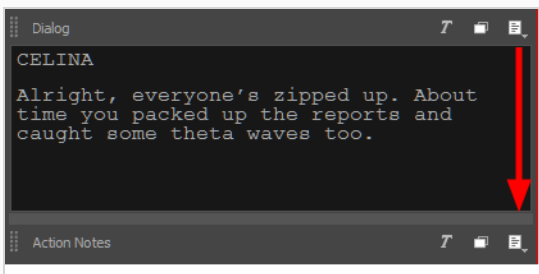 Dialog
T
CELINA
Alright, everyone's zipped up. About
time you packed up the reports and
caught some theta waves too.
Action Notes
T